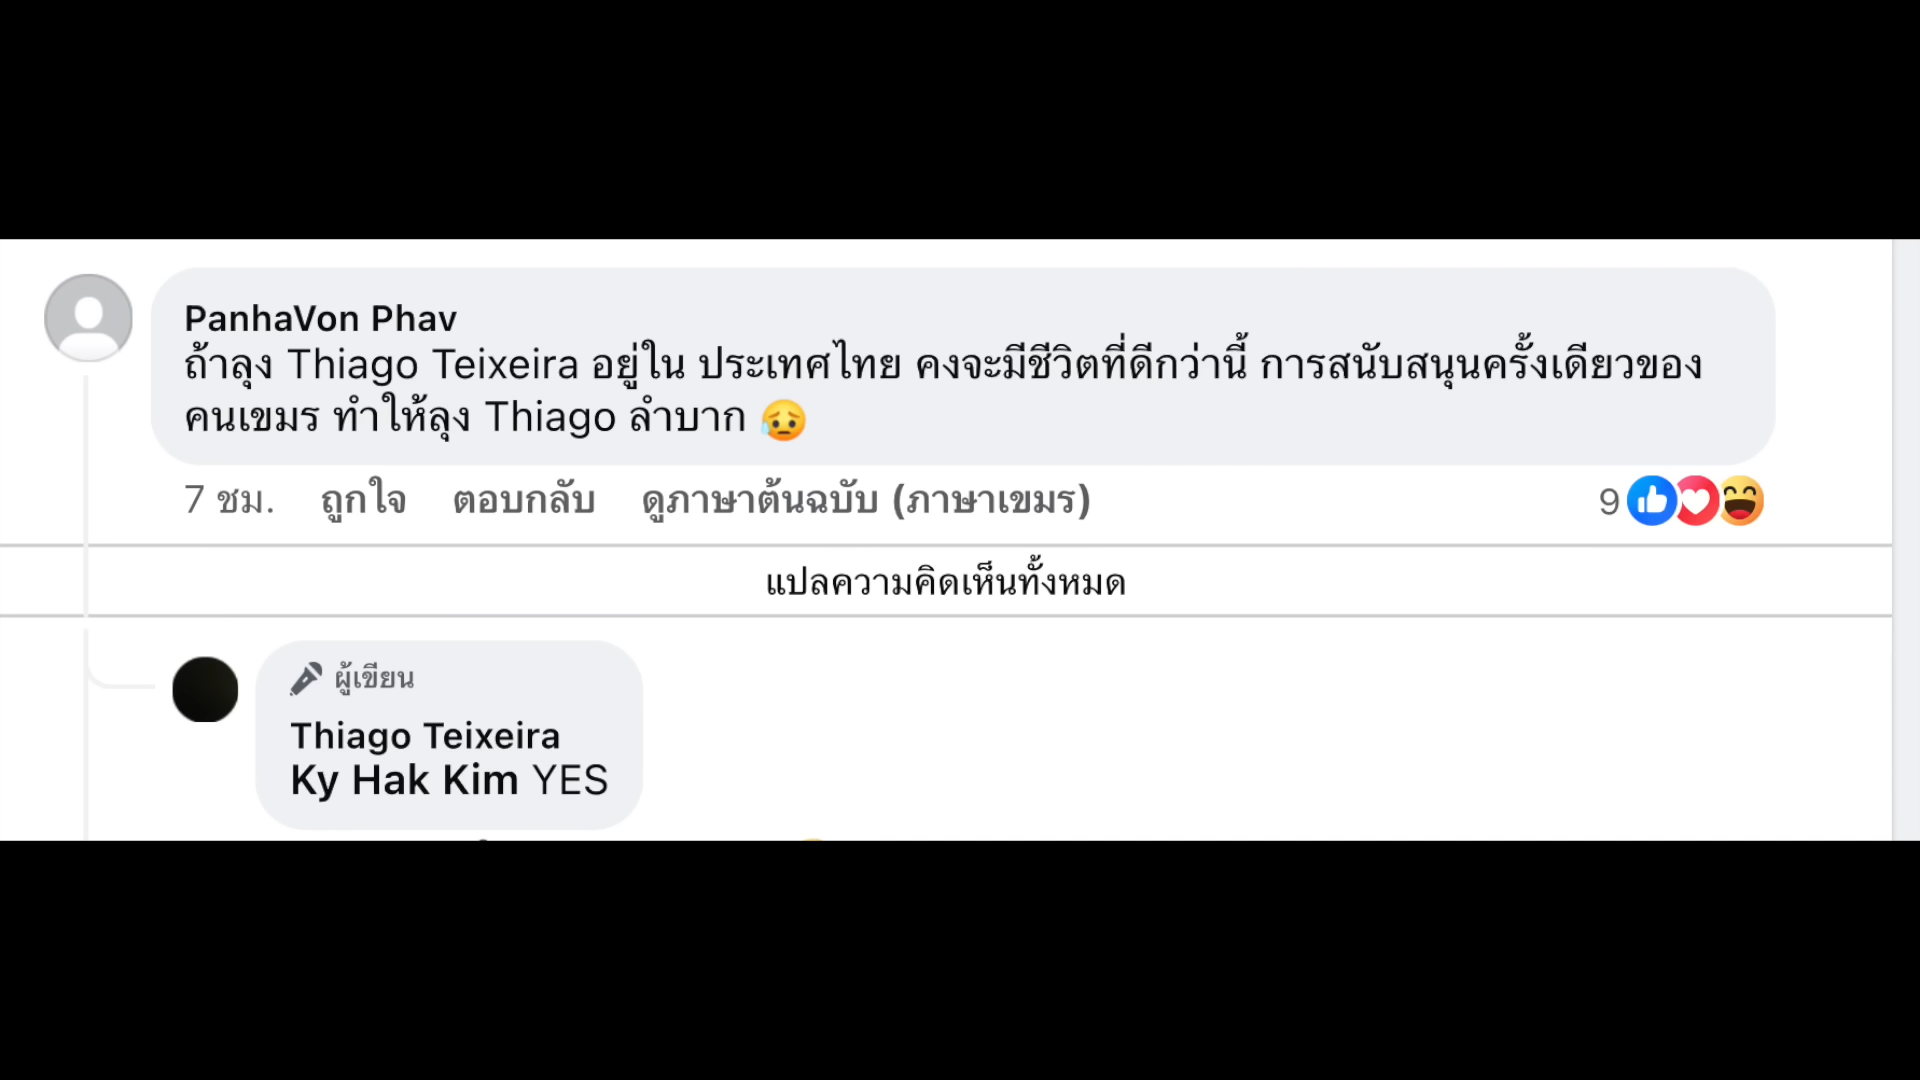 PanhaVon Phav
ถ้าลุง Thiago Teixeira อยู่ใน ประเทศไทย คงจะมีชีวิตที่ดีกว่านี้ การสนับสนุนครั้งเดียวของ
คนเขมร ทำให้ลุง Thiago ลำบาก 😥
7 ชม. ถูกใจ ตอบกลับ ดูภาษาต้นฉบับ (ภาษาเขมร) 9
แปลความคิดเห็นทั้งหมด
ผู้เขียน
Thiago Teixeira
Ky Hak Kim YES